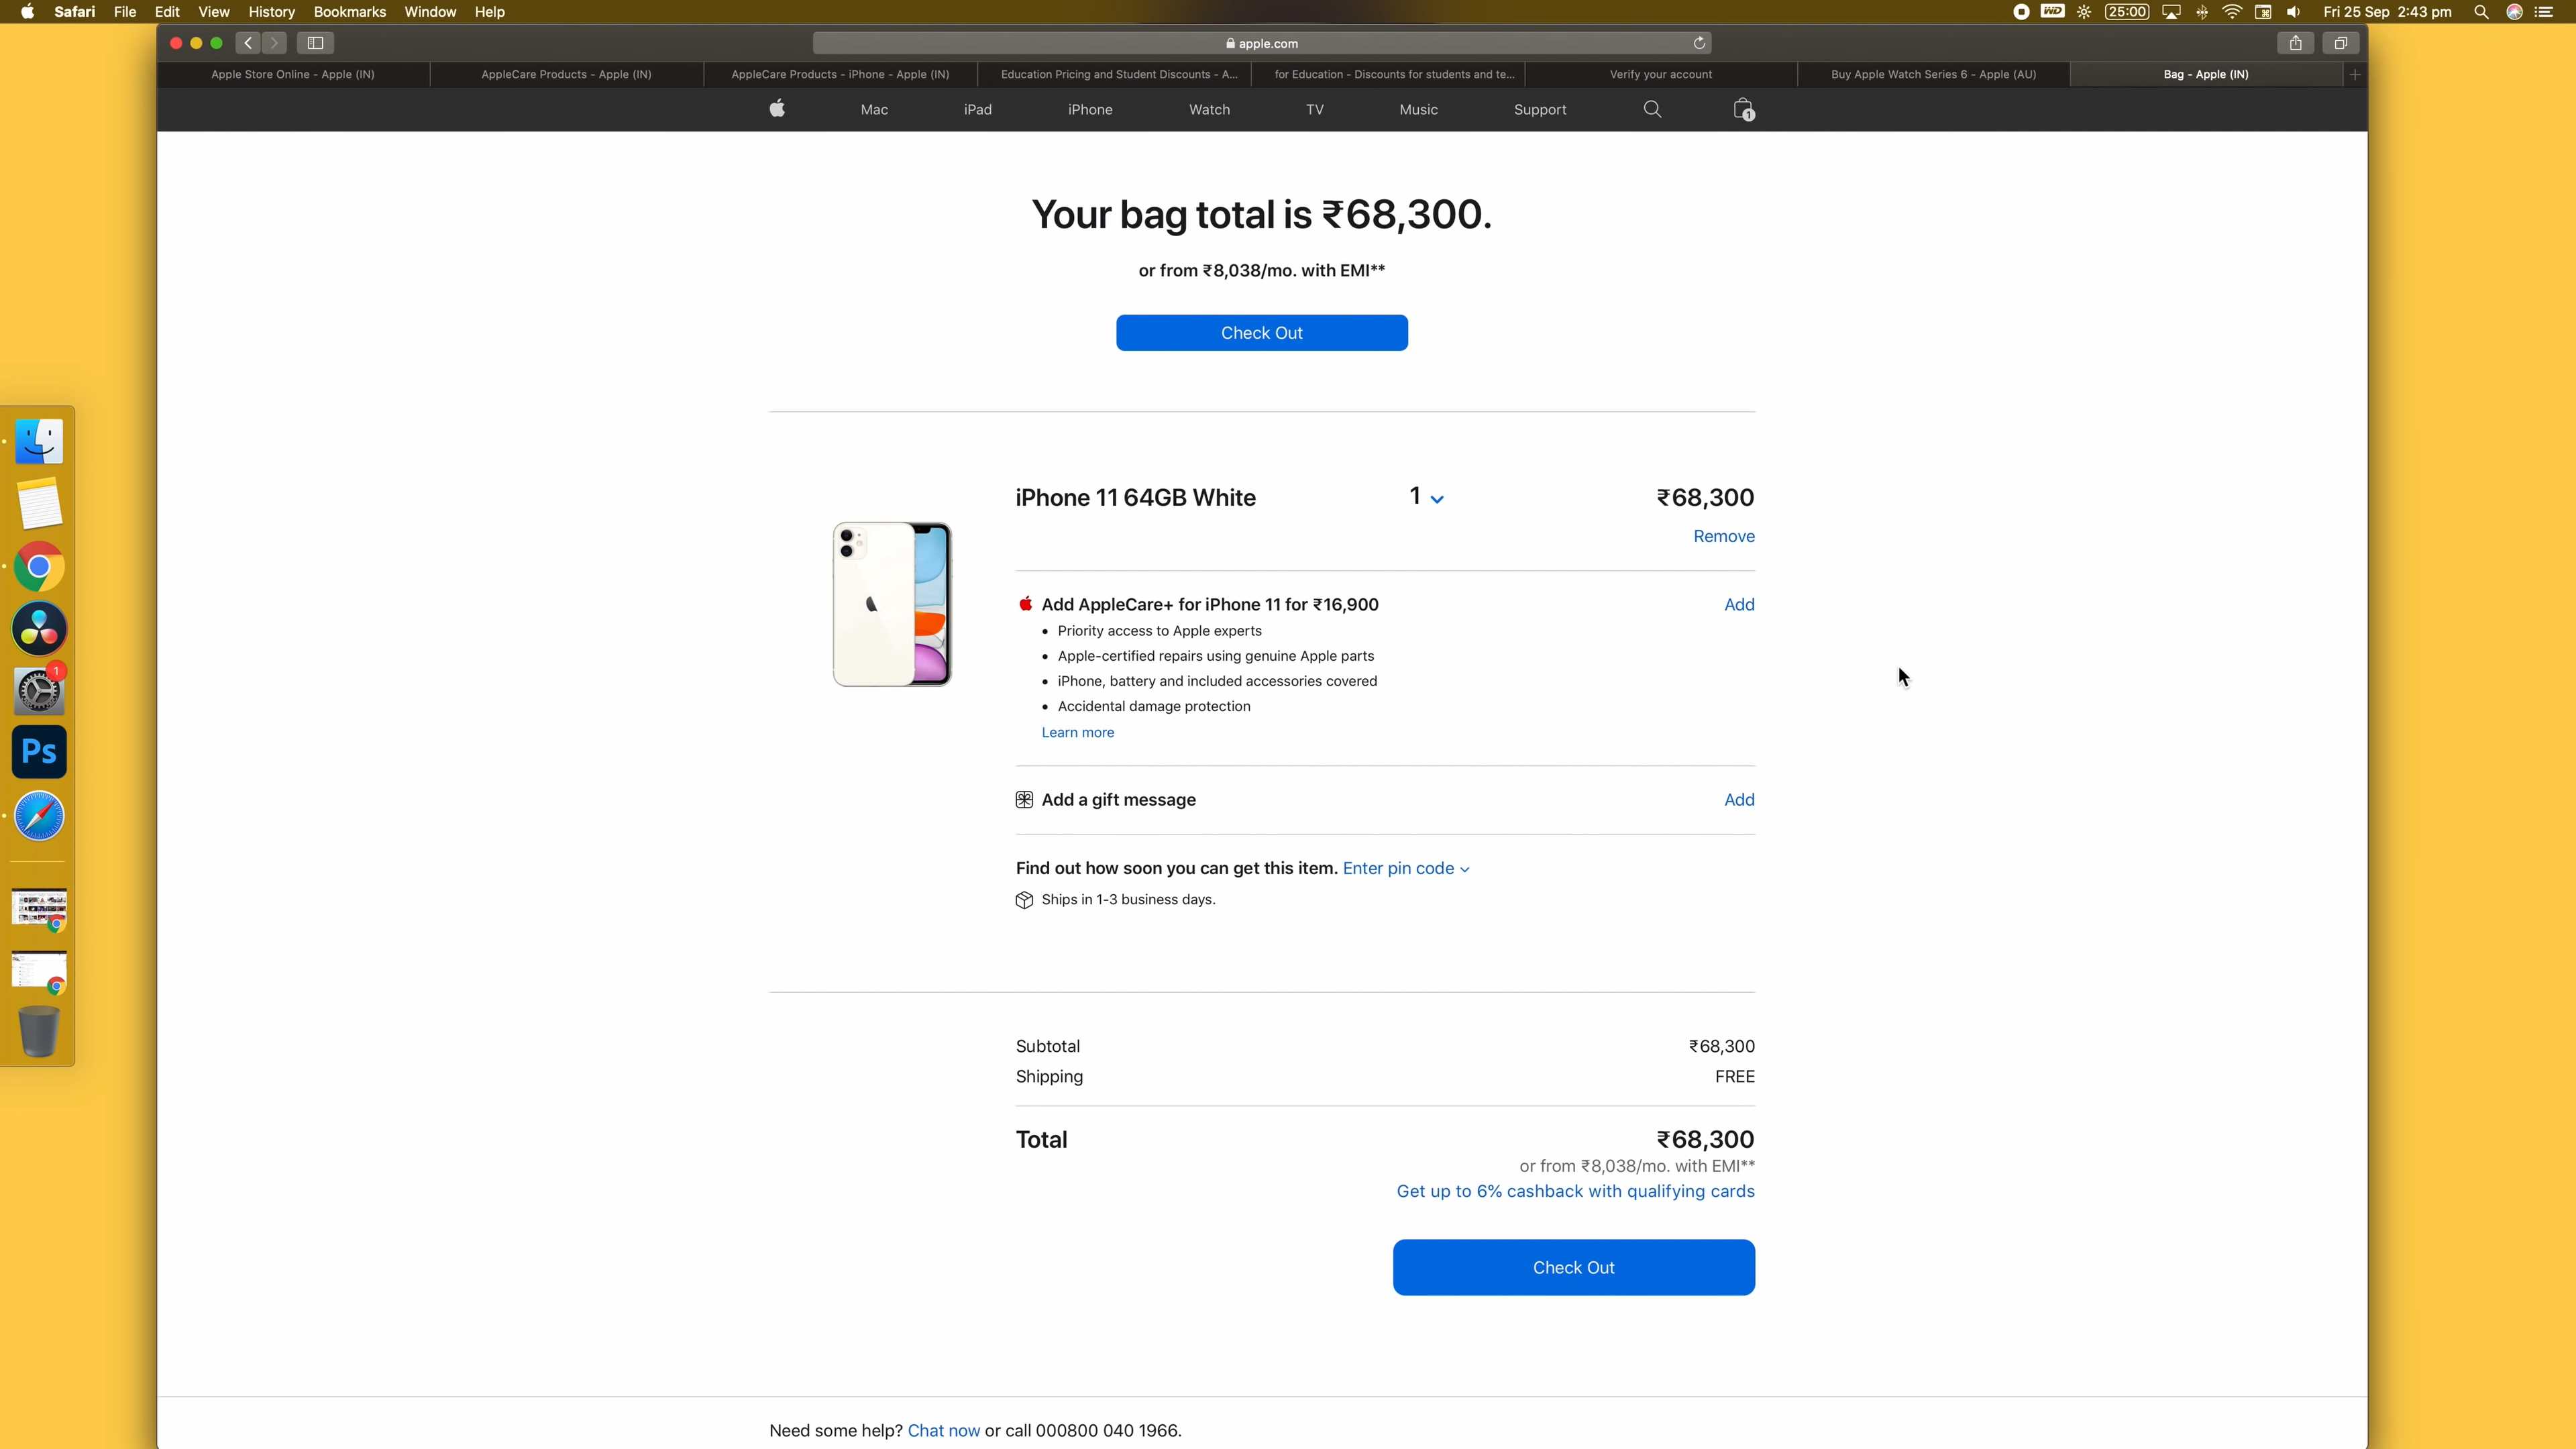 Safari File Edit View History Bookmarks Window Help
25:00 Fri 25 Sep 2:43 pm
apple.com
Apple Store Online - Apple (IN)
AppleCare Products - Apple (IN)
AppleCare Products - iPhone - Apple (IN)
Education Pricing and Student Discounts - A...
for Education - Discounts for students and te...
Verify your account
Buy Apple Watch Series 6 - Apple (AU)
Bag - Apple (IN)
Mac iPad iPhone Watch TV Music Support 1
Your bag total is ₹68,300.
or from ₹8,038/mo. with EMI**
Check Out
iPhone 11 64GB White 1 ₹68,300
Remove
Add AppleCare+ for iPhone 11 for ₹16,900 Add
• Priority access to Apple experts
• Apple-certified repairs using genuine Apple parts
• iPhone, battery and included accessories covered
• Accidental damage protection
Learn more
Add a gift message Add
Find out how soon you can get this item. Enter pin code
Ships in 1-3 business days.
Subtotal ₹68,300
Shipping FREE
Total ₹68,300
or from ₹8,038/mo. with EMI**
Get up to 6% cashback with qualifying cards
Check Out
Need some help? Chat now or call 000800 040 1966.
1
Ps